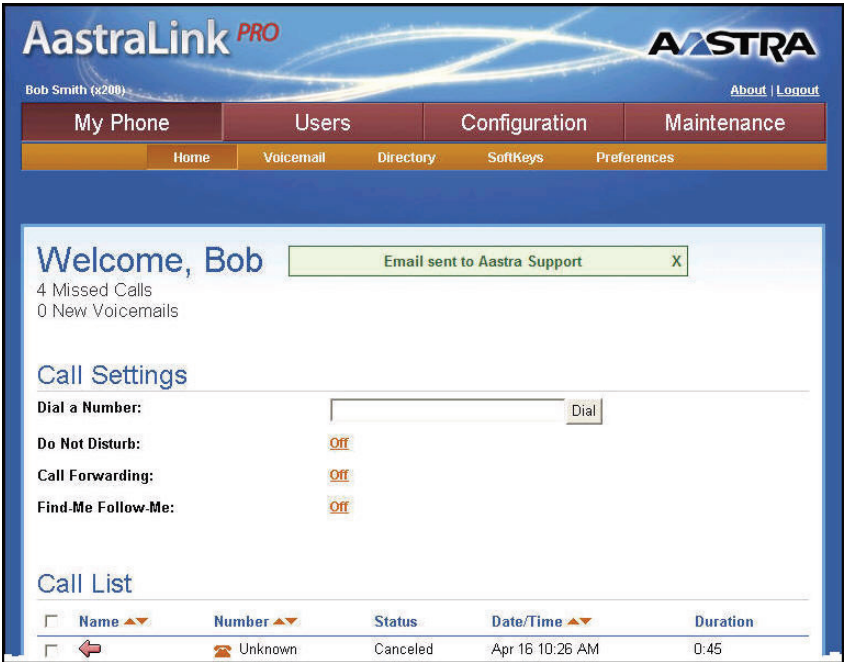 AastraLink PRO
AASTRA
Bob Smith (x200)
About | Logout
My Phone Users Configuration Maintenance
Home Voicemail Directory SoftKeys Preferences
Welcome, Bob
Email sent to Aastra Support X
4 Missed Calls
0 New Voicemails
Call Settings
Dial a Number: Dial
Do Not Disturb: Off
Call Forwarding: Off
Find-Me Follow-Me: Off
Call List
Name Number Status Date/Time Duration
Unknown Canceled Apr 16 10:26 AM 0:45